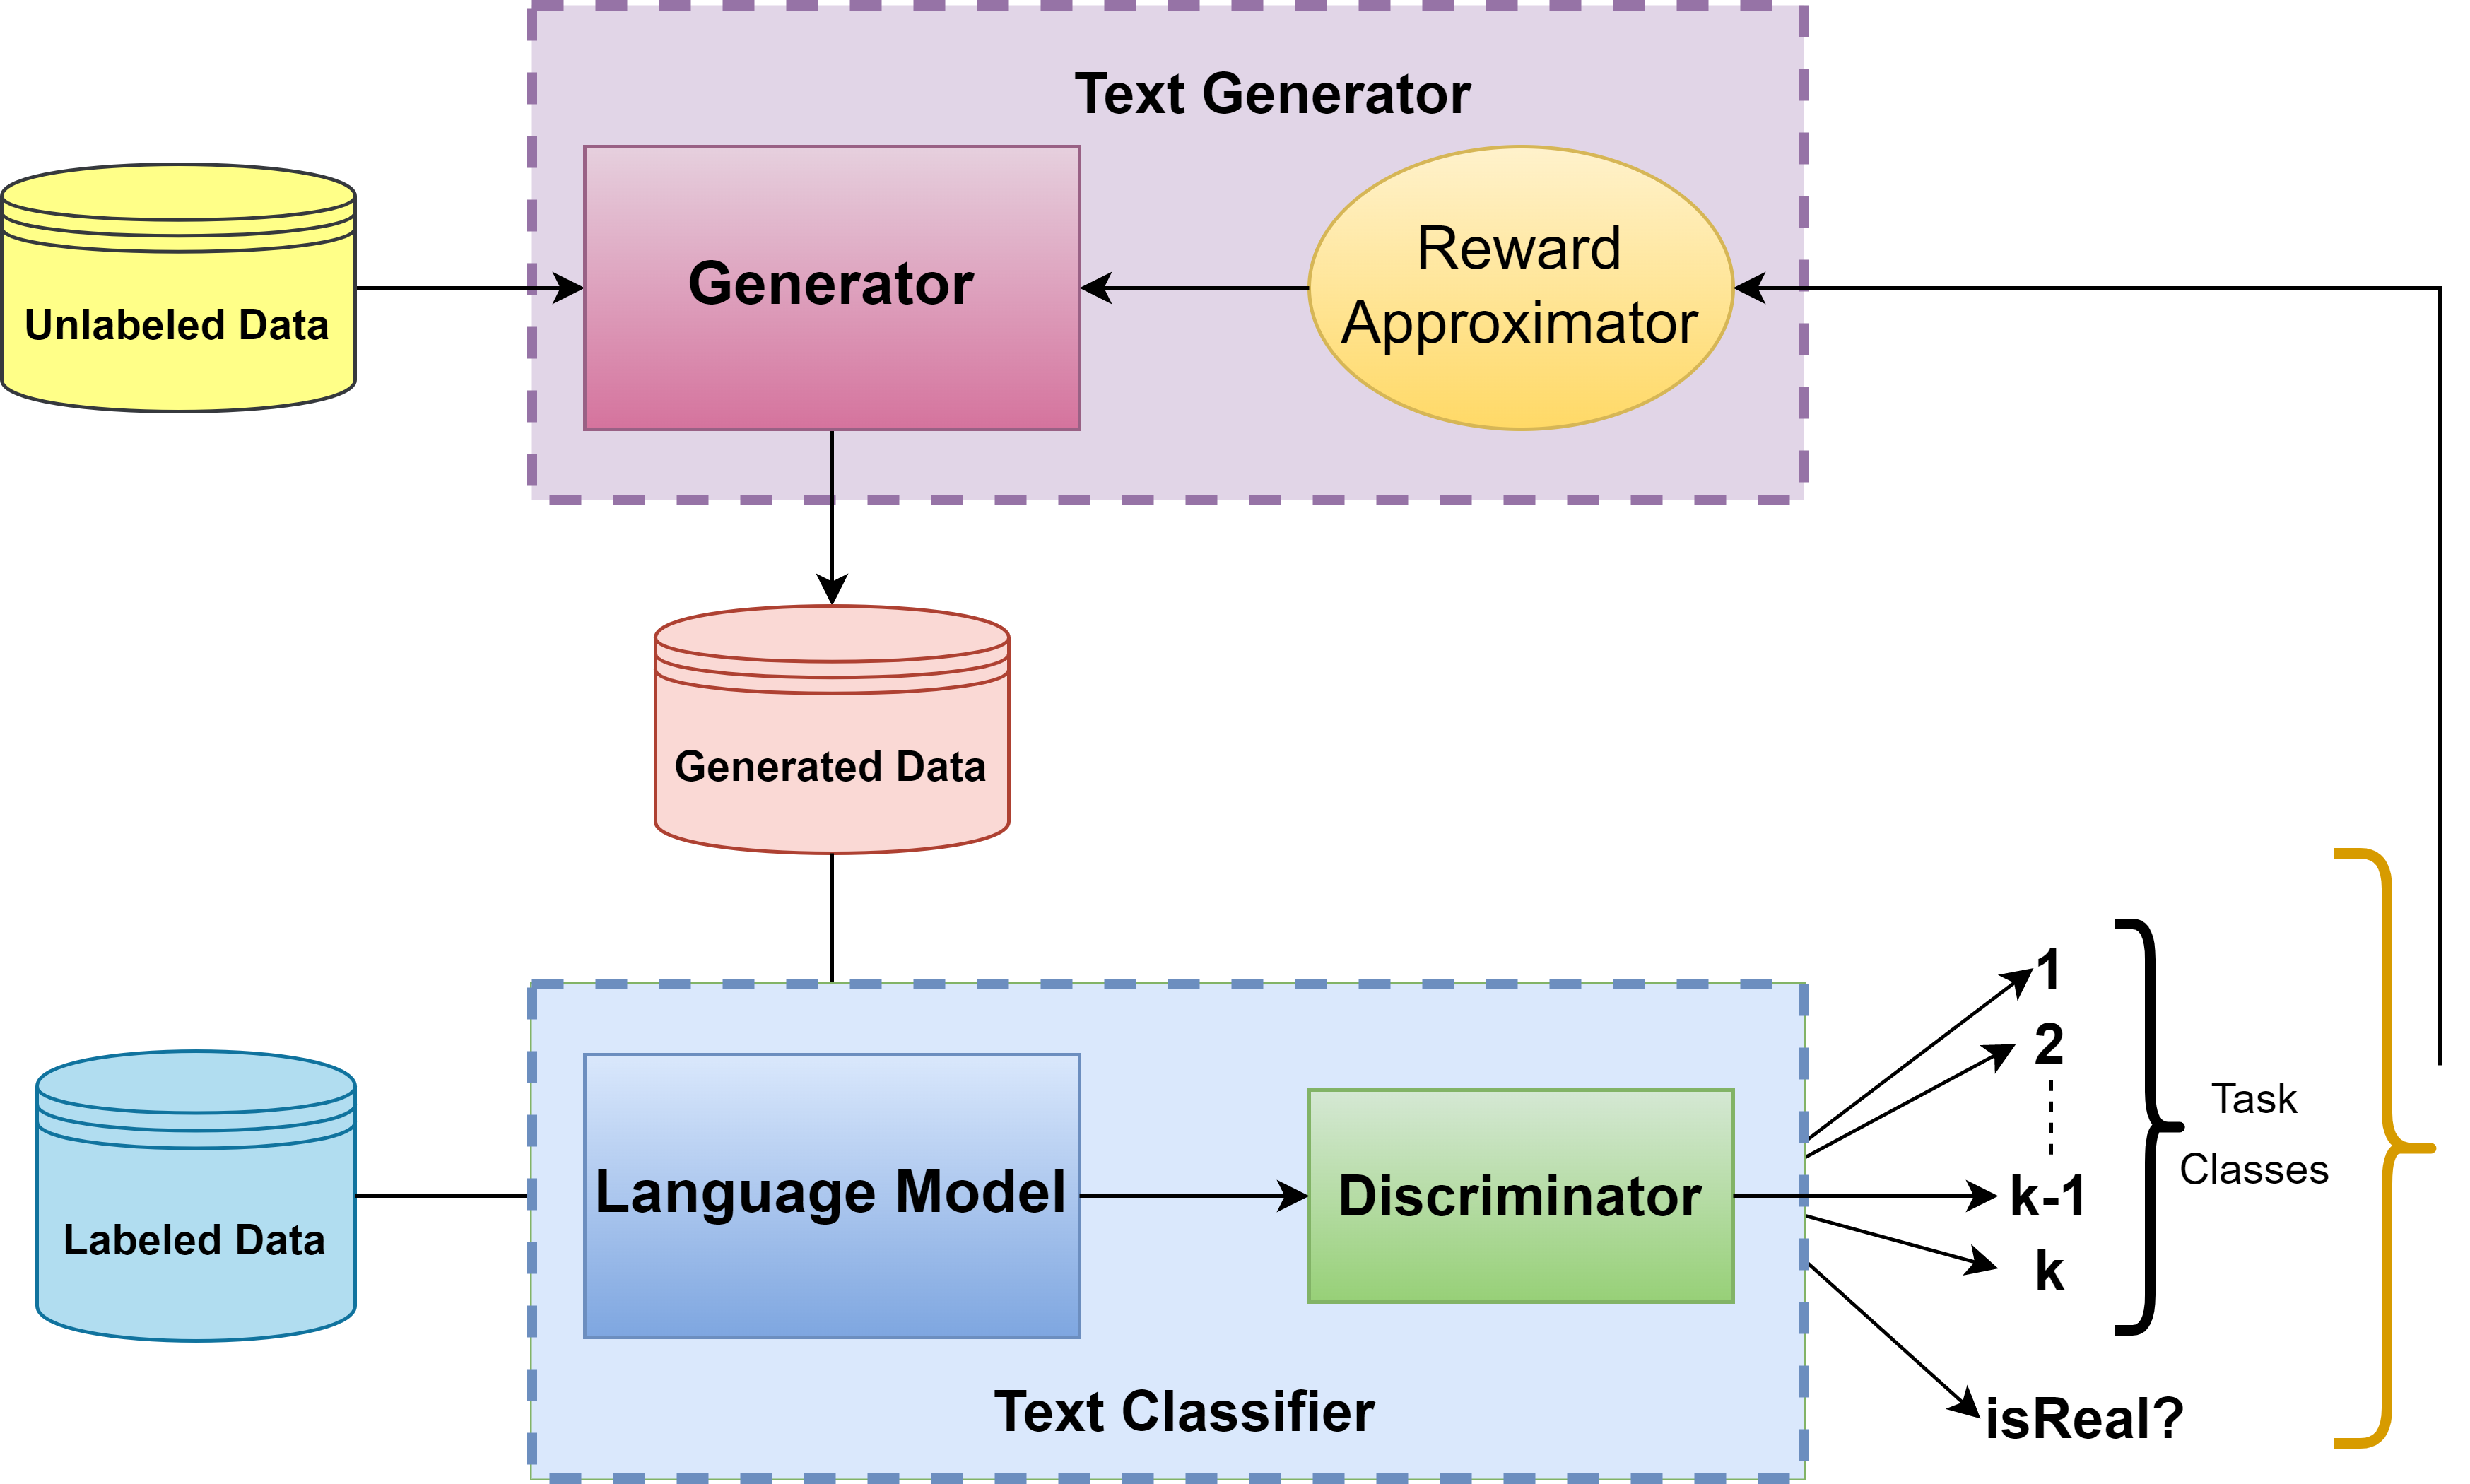 Text Generator
Unlabeled Data
Generator
Reward
Approximator
Generated Data
Labeled Data
Language Model
Discriminator
Text Classifier
1
2
k-1
k
isReal?
Task
Classes